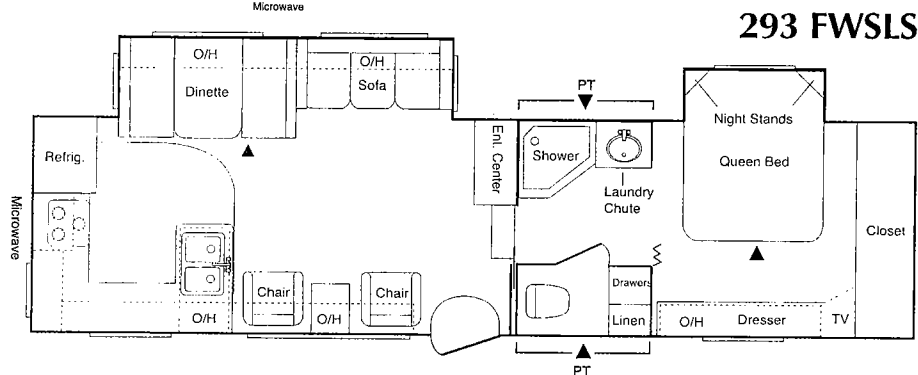 Microwave
293 FWSLS
O/H
Dinette
O/H
Sofa
PT
Night Stands
Queen Bed
Refrig.
Ent. Center
Shower
Laundry
Chute
Microwave
Closet
Chair
O/H
Chair
O/H
Drawers
Linen
O/H
Dresser
TV
PT